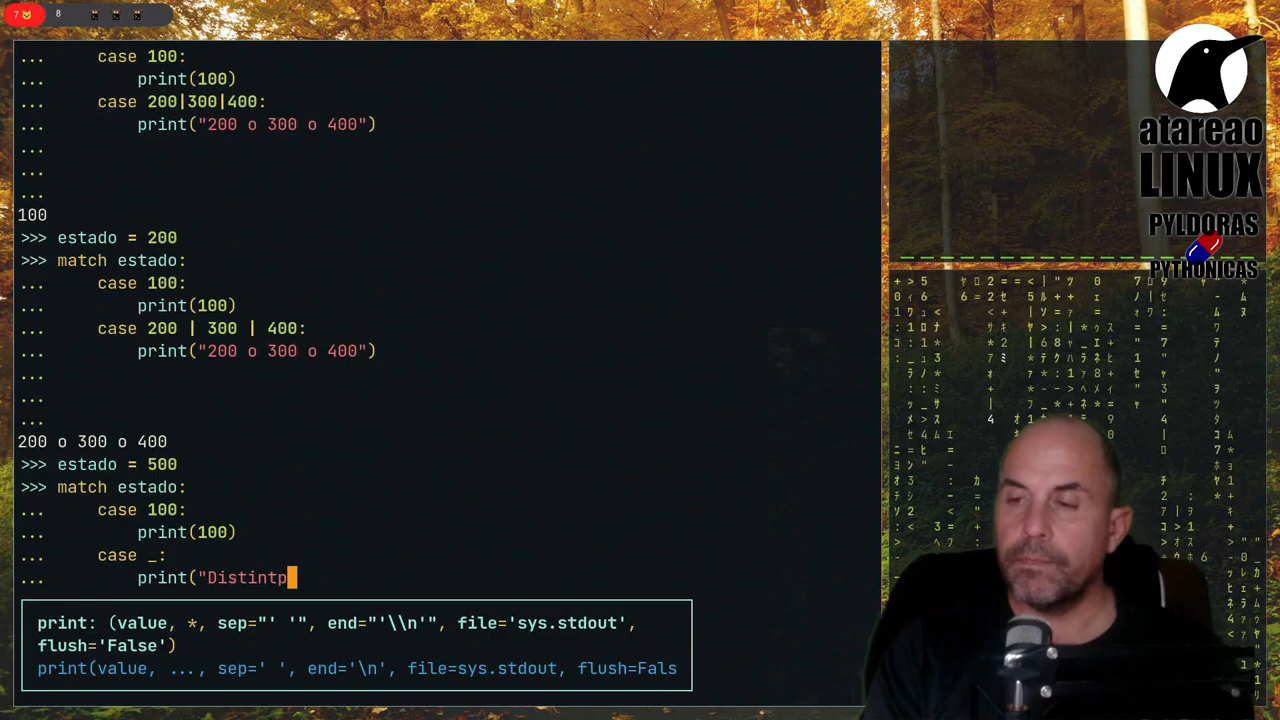 7 8
... case 100:
... print(100)
... case 200|300|400:
... print("200 o 300 o 400")
...
...
...
100
>>> estado = 200
>>> match estado:
... case 100:
... print(100)
... case 200 | 300 | 400:
... print("200 o 300 o 400")
...
...
...
200 o 300 o 400
>>> estado = 500
>>> match estado:
... case 100:
... print(100)
... case _:
... print("Distintp
print: (value, *, sep="' '", end="'\\n'", file='sys.stdout',
flush='False')
print(value, ..., sep=' ', end='\n', file=sys.stdout, flush=Fals
atareao
LINUX
PYLDORAS
PYTHONICAS